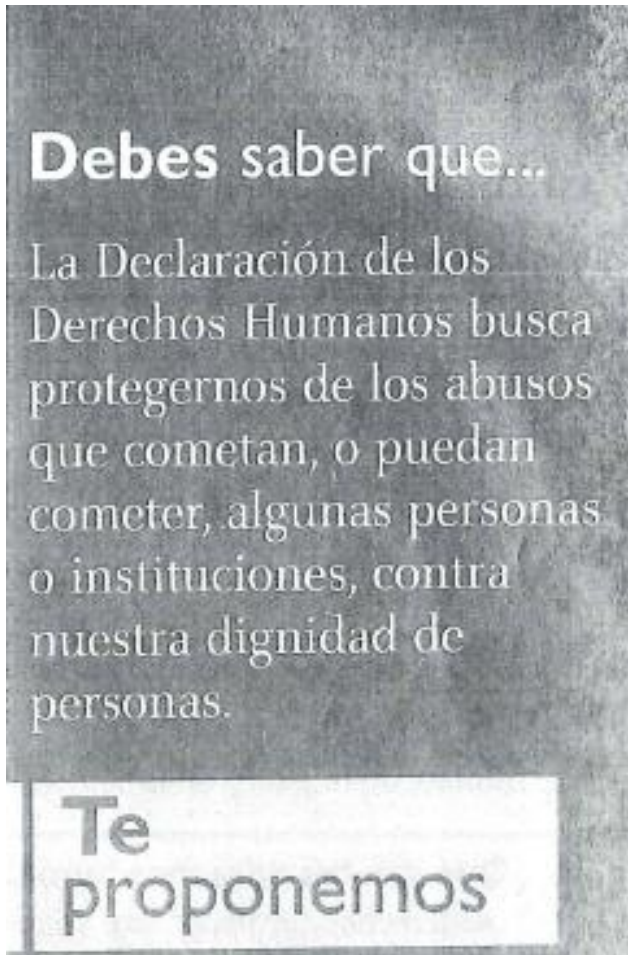 Debes saber que...
La Declaración de los
Derechos Humanos busca
protegernos de los abusos
que cometan, o puedan
cometer, algunas personas
o instituciones, contra
nuestra dignidad de
personas.
Te
proponemos